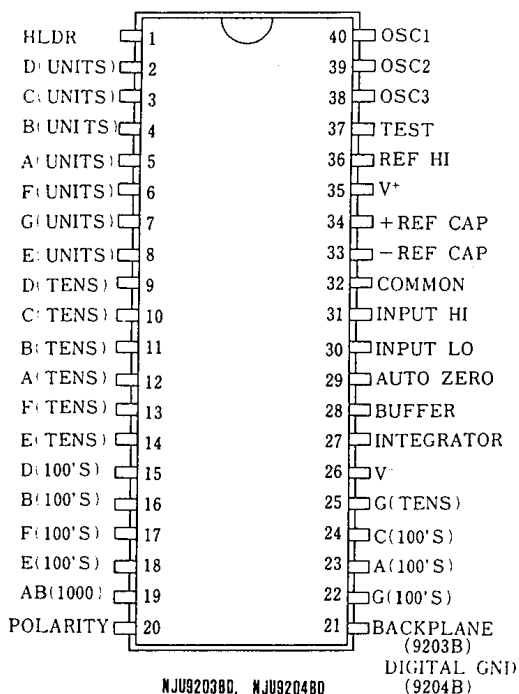 HLDR 1 40 OSC1
D(UNITS) 2 39 OSC2
C(UNITS) 3 38 OSC3
B(UNITS) 4 37 TEST
A(UNITS) 5 36 REF HI
F(UNITS) 6 35 V+
G(UNITS) 7 34 +REF CAP
E(UNITS) 8 33 -REF CAP
D(TENS) 9 32 COMMON
C(TENS) 10 31 INPUT HI
B(TENS) 11 30 INPUT LO
A(TENS) 12 29 AUTO ZERO
F(TENS) 13 28 BUFFER
E(TENS) 14 27 INTEGRATOR
D(100'S) 15 26 V-
B(100'S) 16 25 G(TENS)
F(100'S) 17 24 C(100'S)
E(100'S) 18 23 A(100'S)
AB(1000) 19 22 G(100'S)
POLARITY 20 21 BACKPLANE
(9203B)
DIGITAL GND
(9204B)
NJU9203BD, NJU9204BD